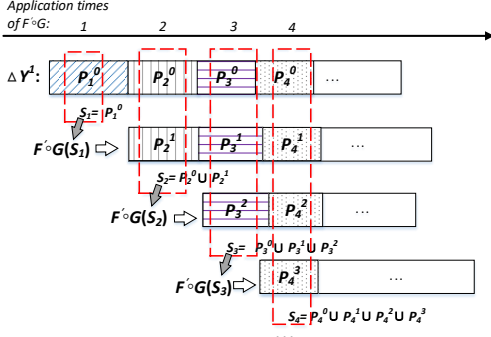 Application times
of F′∘G: 1 2 3 4
Δ Y¹: P₁⁰ P₂⁰ P₃⁰ P₄⁰ ...
S₁= P₁⁰
F′∘G(S₁) P₂¹ P₃¹ P₄¹ ...
S₂= P₂⁰ ∪ P₂¹
F′∘G(S₂) P₃² P₄² ...
S₃= P₃⁰ ∪ P₃¹ ∪ P₃²
F′∘G(S₃) P₄³ ...
S₄= P₄⁰ ∪ P₄¹ ∪ P₄² ∪ P₄³
...